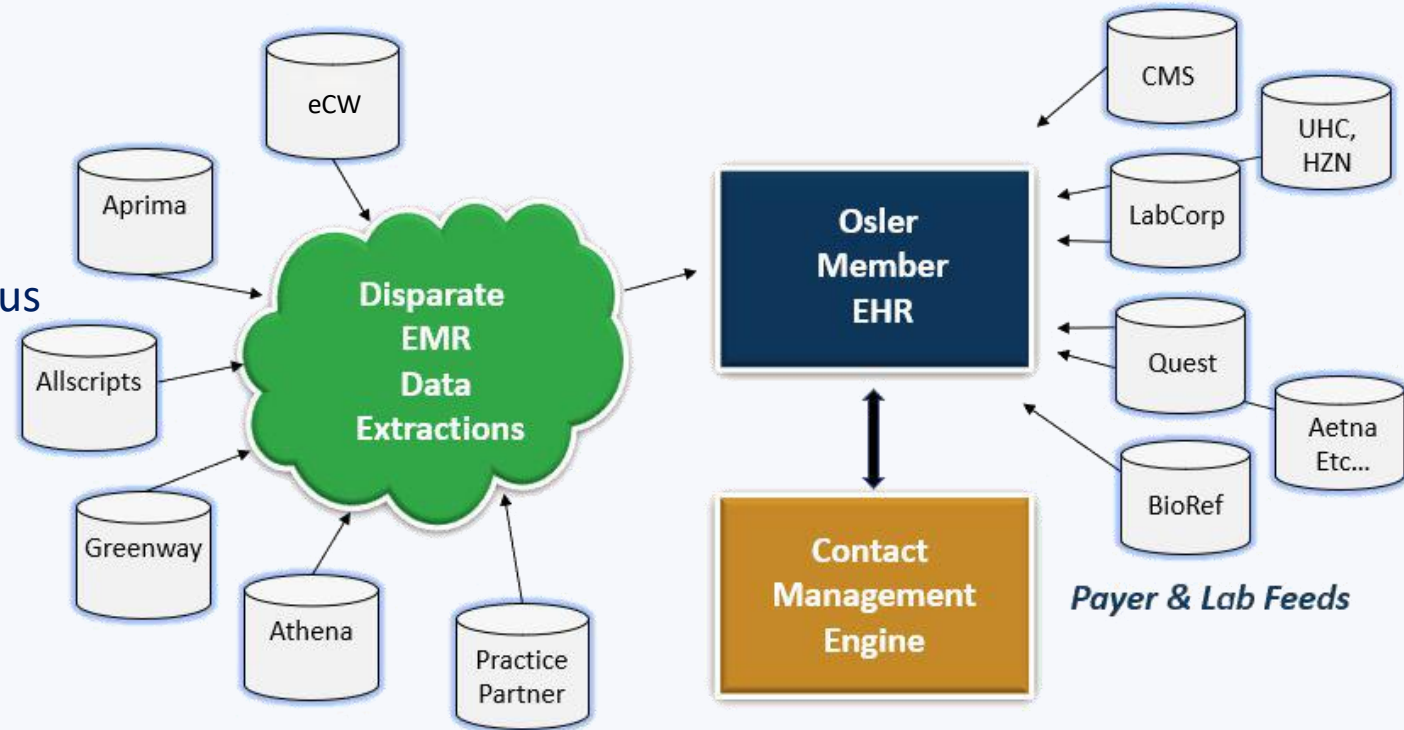 eCW
Aprima
us
Allscripts
Greenway
Athena
Practice
Partner
Disparate
EMR
Data
Extractions
Osler
Member
EHR
Contact
Management
Engine
CMS
UHC,
HZN
LabCorp
Quest
Aetna
Etc...
BioRef
Payer & Lab Feeds